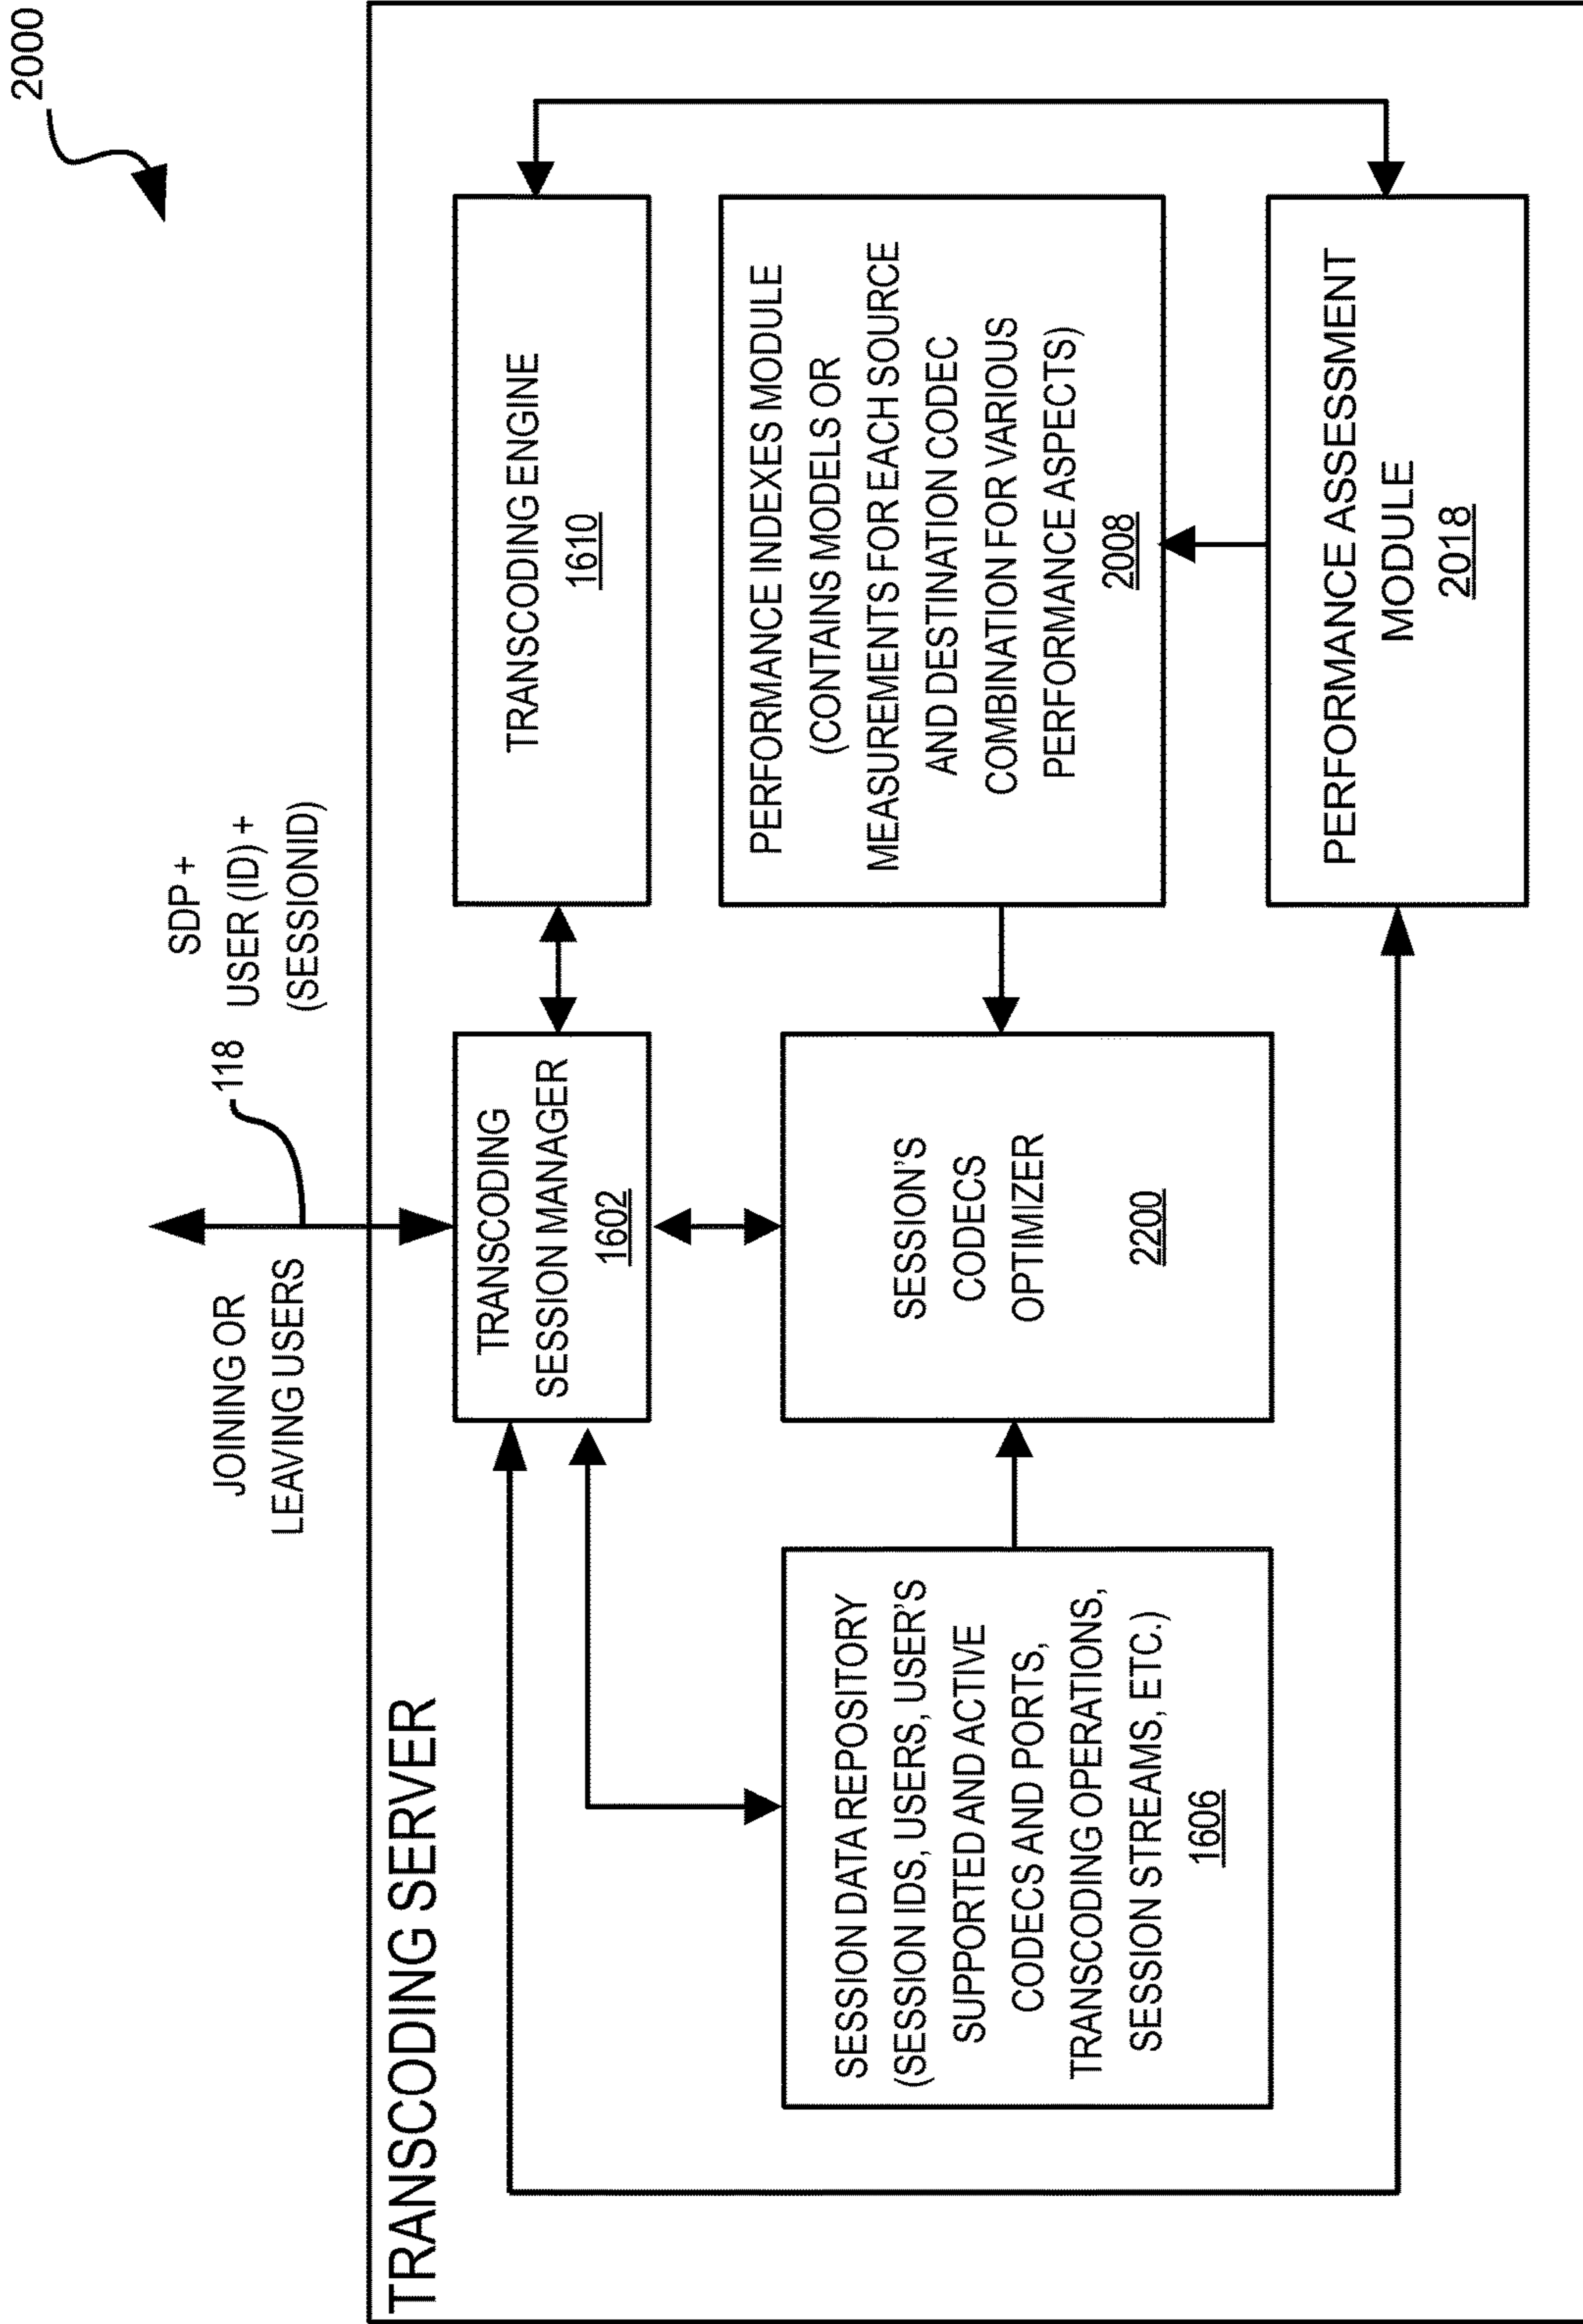 2000
JOINING OR
LEAVING USERS
118
SDP +
USER (ID) +
(SESSIONID)
TRANSCODING SERVER
TRANSCODING
SESSION MANAGER
1602
TRANSCODING ENGINE
1610
SESSION DATA REPOSITORY
(SESSION IDS, USERS, USER'S
SUPPORTED AND ACTIVE
CODECS AND PORTS,
TRANSCODING OPERATIONS,
SESSION STREAMS, ETC.)
1606
SESSION'S
CODECS
OPTIMIZER
2200
PERFORMANCE INDEXES MODULE
(CONTAINS MODELS OR
MEASUREMENTS FOR EACH SOURCE
AND DESTINATION CODEC
COMBINATION FOR VARIOUS
PERFORMANCE ASPECTS)
2008
PERFORMANCE ASSESSMENT
MODULE
2018